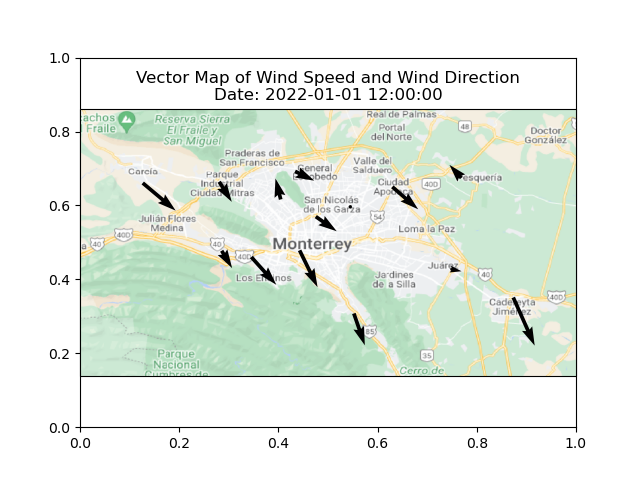 1.0
Vector Map of Wind Speed and Wind Direction
Date: 2022-01-01 12:00:00
achos
e Fraile
Reserva Sierra
El Fraile y
San Miguel
Real de Palmas
Portal
del Norte
48
Doctor
González
0.8
García
Praderas de
San Francisco
Parque
Industrial
Ciudad Mitras
General
Escobedo
Valle del
Salduero
Ciudad
Apodaca
40D
Pesquería
0.6
Julián Flores
Medina
San Nicolás
de los Garza
54
Loma la Paz
a
40
40D
40
40D
Monterrey
0.4
Los Encinos
Jardines
de la Silla
Juárez
40
Cadereyta
Jiménez
40D
85
0.2
Parque
Nacional
Cumbres de
35
Cerro de
0.0
0.0 0.2 0.4 0.6 0.8 1.0